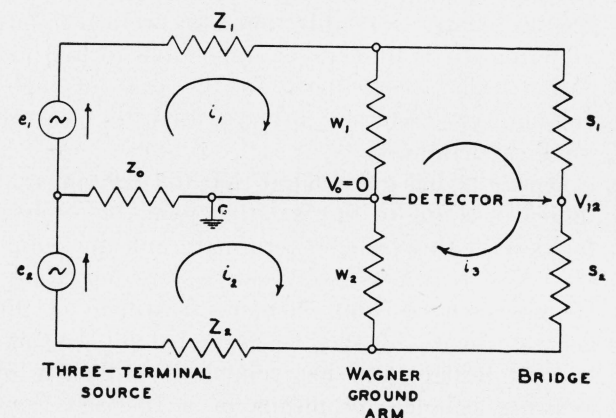 Z₁
e₁
i₁
W₁
S₁
Z₀
G
V₀=0
DETECTOR
V₁₂
e₂
i₂
W₂
i₃
S₂
Z₂
THREE-TERMINAL
SOURCE
WAGNER
GROUND
ARM
BRIDGE